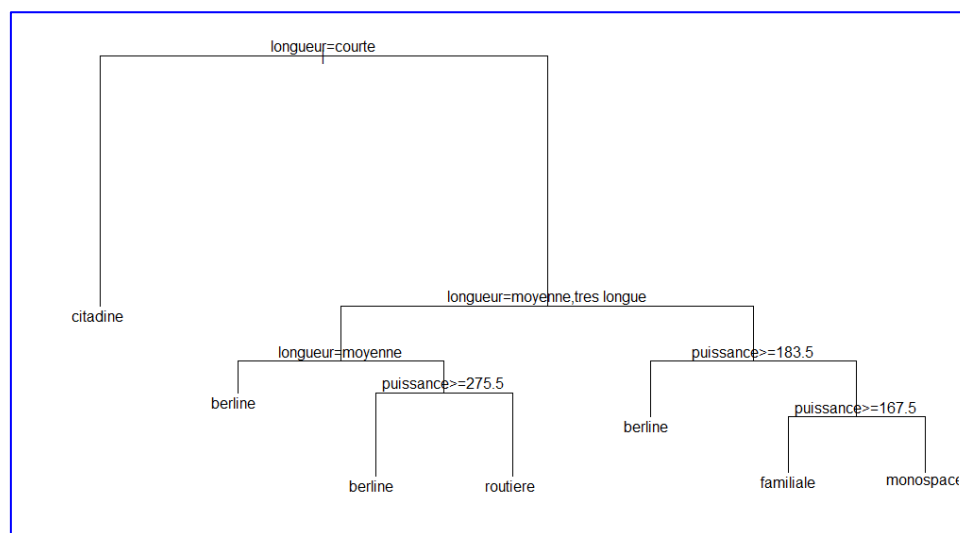 longueur=courte
longueur=moyenne,tres longue
citadine
longueur=moyenne
puissance>=183.5
puissance>=275.5
berline
puissance>=167.5
berline
berline
routiere
familiale
monospace